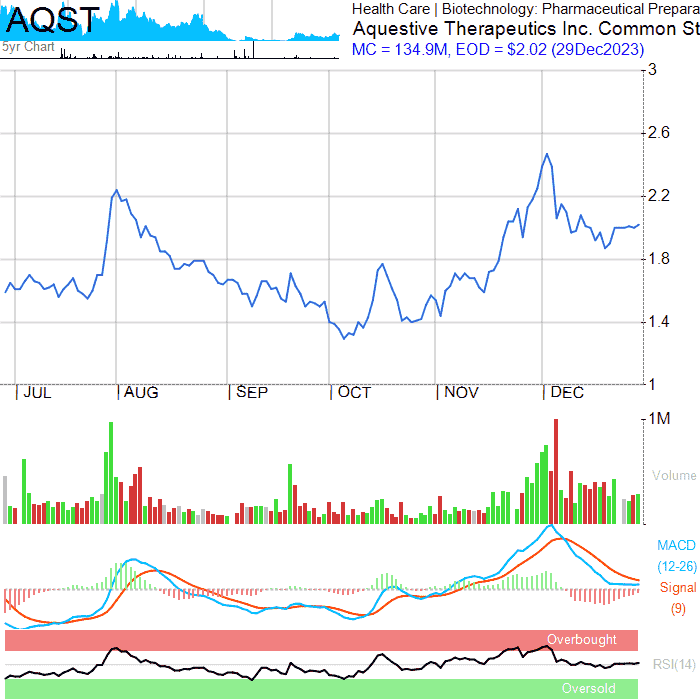 AQST
5yr Chart
Health Care | Biotechnology: Pharmaceutical Prepara
Aquestive Therapeutics Inc. Common St
MC = 134.9M, EOD = $2.02 (29Dec2023)
3
2.6
2.2
1.8
1.4
1
| JUL | AUG | SEP | OCT | NOV | DEC
1M
Volume
MACD
(12-26)
Signal
(9)
Overbought
RSI(14)
Oversold